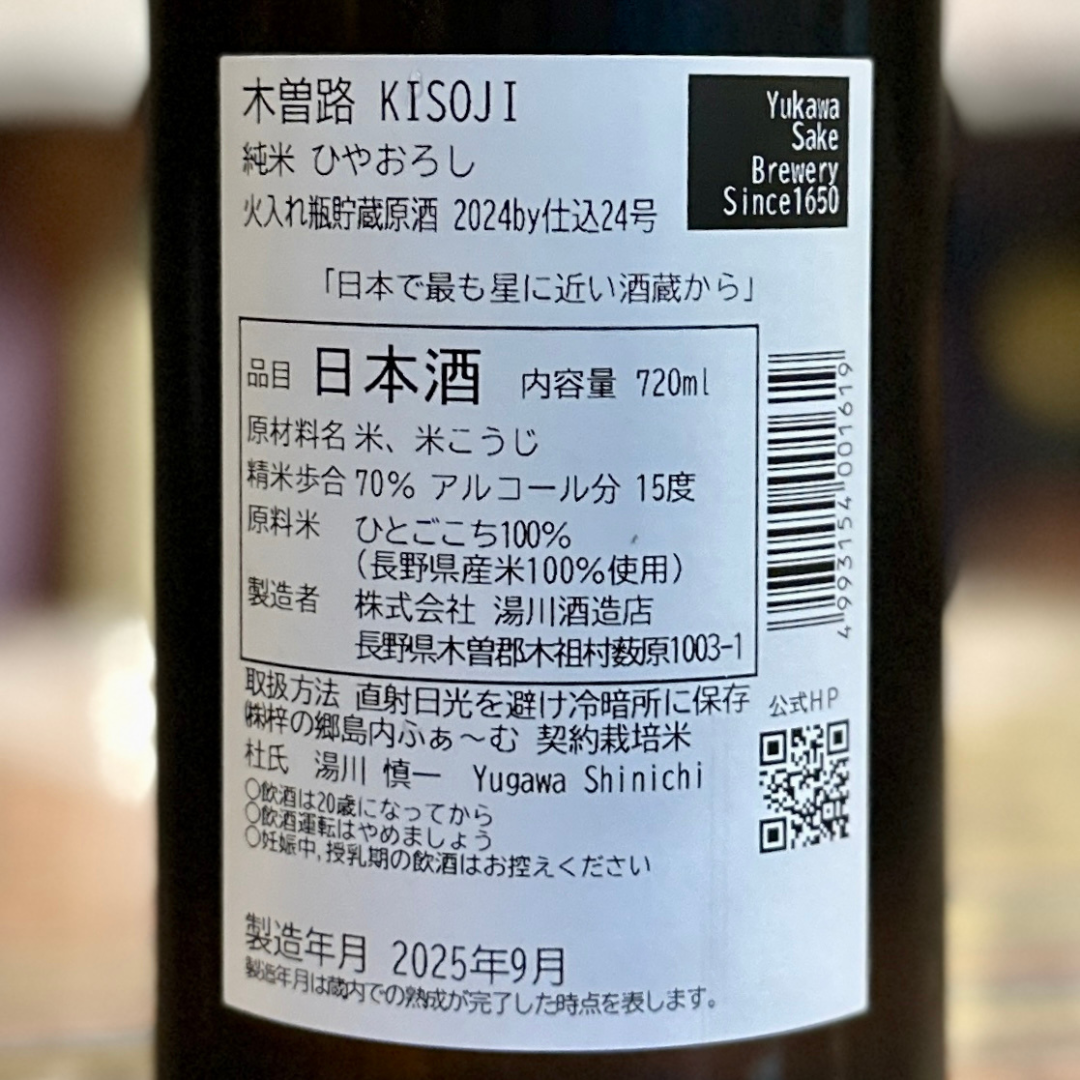 木曽路 KISOJI
純米 ひやおろし
火入れ瓶貯蔵原酒 2024by仕込24号
Yukawa
Sake
Brewery
Since1650
「日本で最も星に近い酒蔵から」
品目 日本酒 内容量 720ml
原材料名 米、米こうじ
精米歩合 70% アルコール分 15度
原料米 ひとごこち100%
(長野県産米100%使用)
製造者 株式会社 湯川酒造店
長野県木曽郡木祖村薮原1003-1
4993154001619
取扱方法 直射日光を避け冷暗所に保存
㈱梓の郷島内ふぁ～む 契約栽培米
杜氏 湯川 慎一 Yugawa Shinichi
公式HP
○飲酒は20歳になってから
○飲酒運転はやめましょう
○妊娠中,授乳期の飲酒はお控えください
製造年月 2025年9月
製造年月は蔵内での熟成が完了した時点を表します。